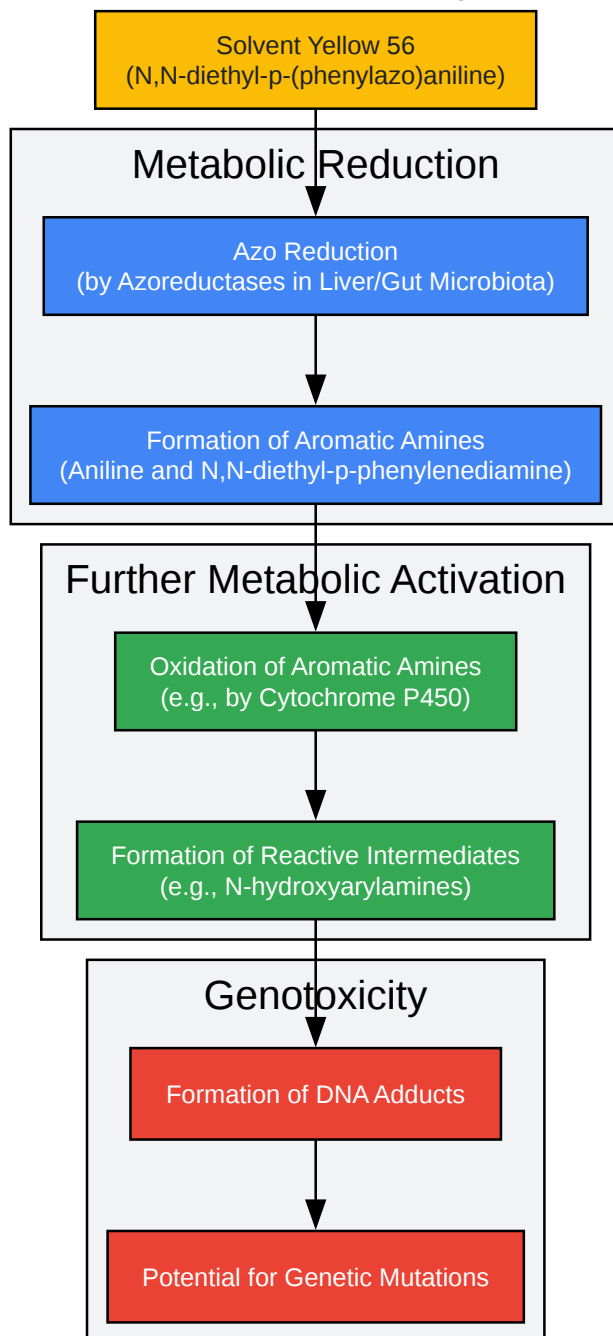 Solvent Yellow 56
(N,N-diethyl-p-(phenylazo)aniline)
Metabolic Reduction
Azo Reduction
(by Azoreductases in Liver/Gut Microbiota)
Formation of Aromatic Amines
(Aniline and N,N-diethyl-p-phenylenediamine)
Further Metabolic Activation
Oxidation of Aromatic Amines
(e.g., by Cytochrome P450)
Formation of Reactive Intermediates
(e.g., N-hydroxyarylamines)
Genotoxicity
Formation of DNA Adducts
Potential for Genetic Mutations